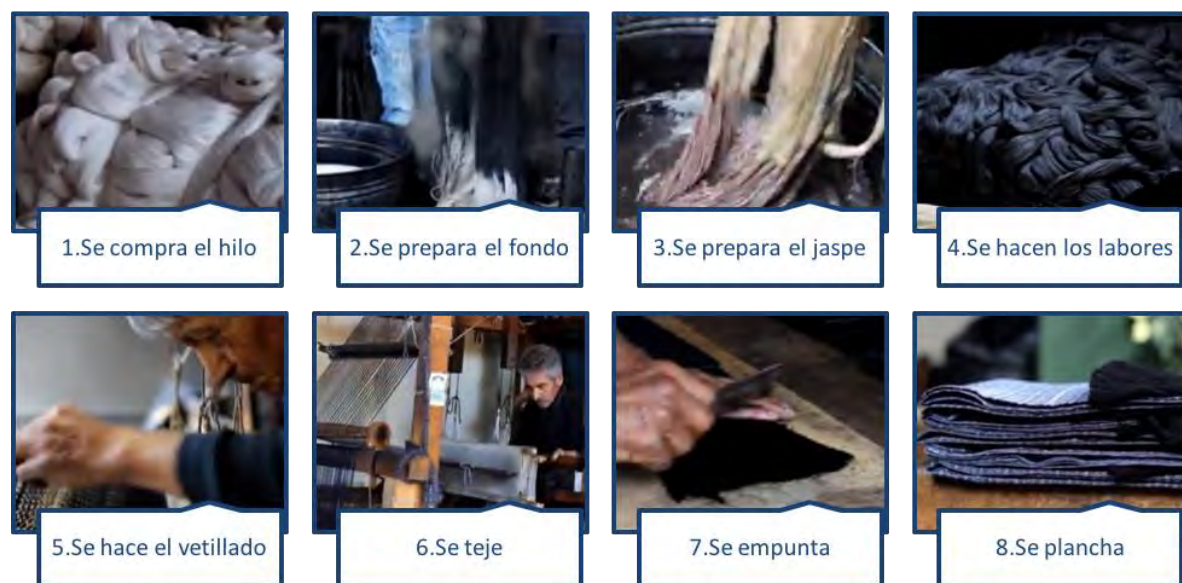 1.Se compra el hilo
2.Se prepara el fondo
3.Se prepara el jaspe
4.Se hacen los labores
5.Se hace el vetillado
6.Se teje
7.Se empunta
8.Se plancha